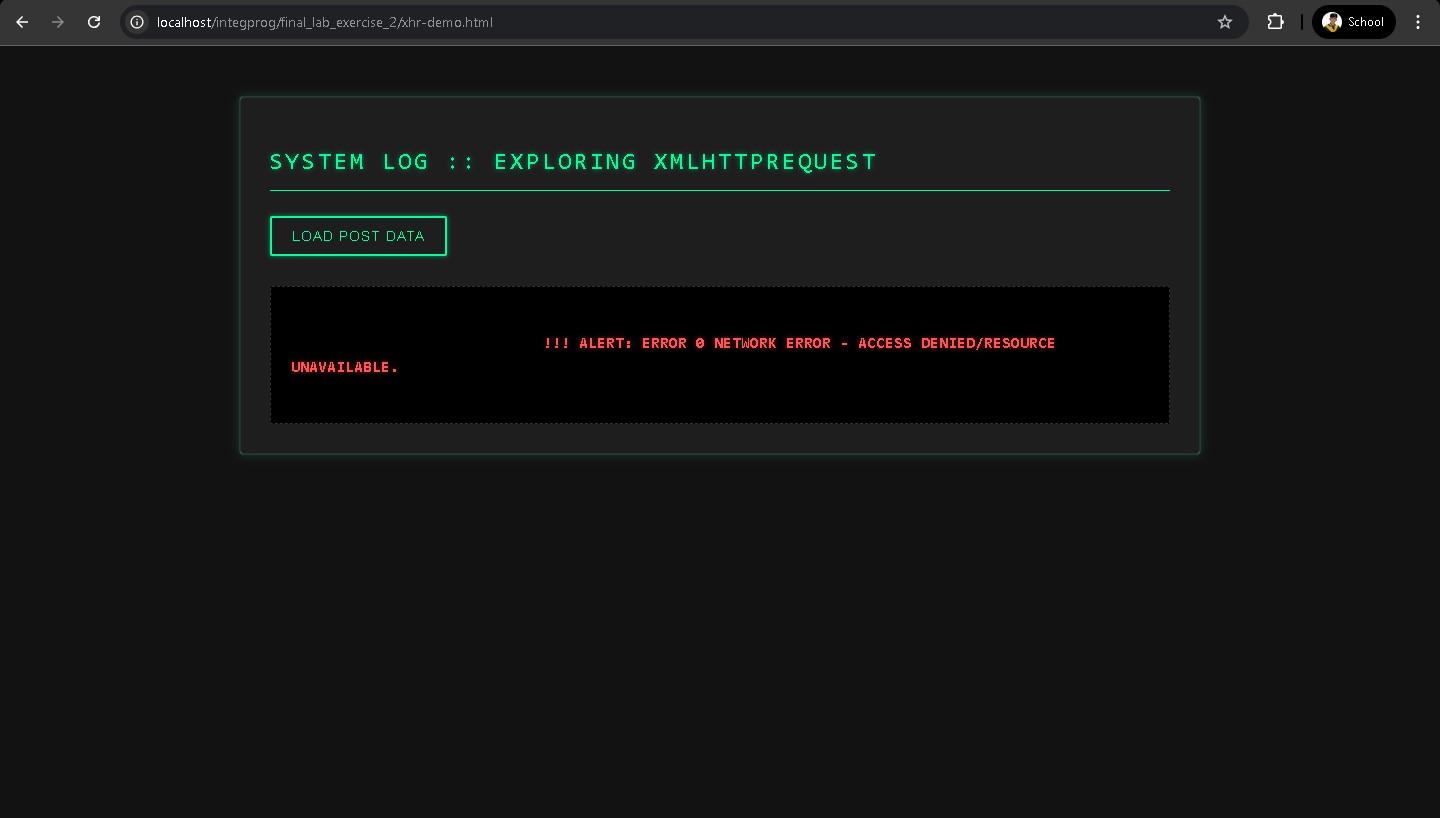 localhost/integprog/final_lab_exercise_2/xhr-demo.html
School
SYSTEM LOG :: EXPLORING XMLHTTPREQUEST
LOAD POST DATA
!!! ALERT: ERROR 0 NETWORK ERROR - ACCESS DENIED/RESOURCE
UNAVAILABLE.